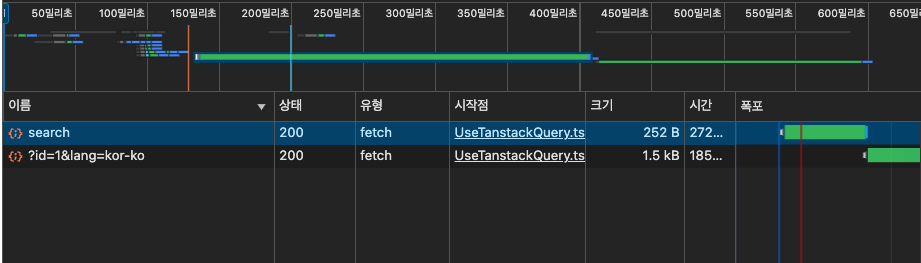 50밀리초 100밀리초 150밀리초 200밀리초 250밀리초 300밀리초 350밀리초 400밀리초 450밀리초 500밀리초 550밀리초 600밀리초 650밀리
이름 ▼ 상태 유형 시작점 크기 시간 폭포
search 200 fetch UseTanstackQuery.ts 252 B 272...
?id=1&lang=kor-ko 200 fetch UseTanstackQuery.ts 1.5 kB 185...